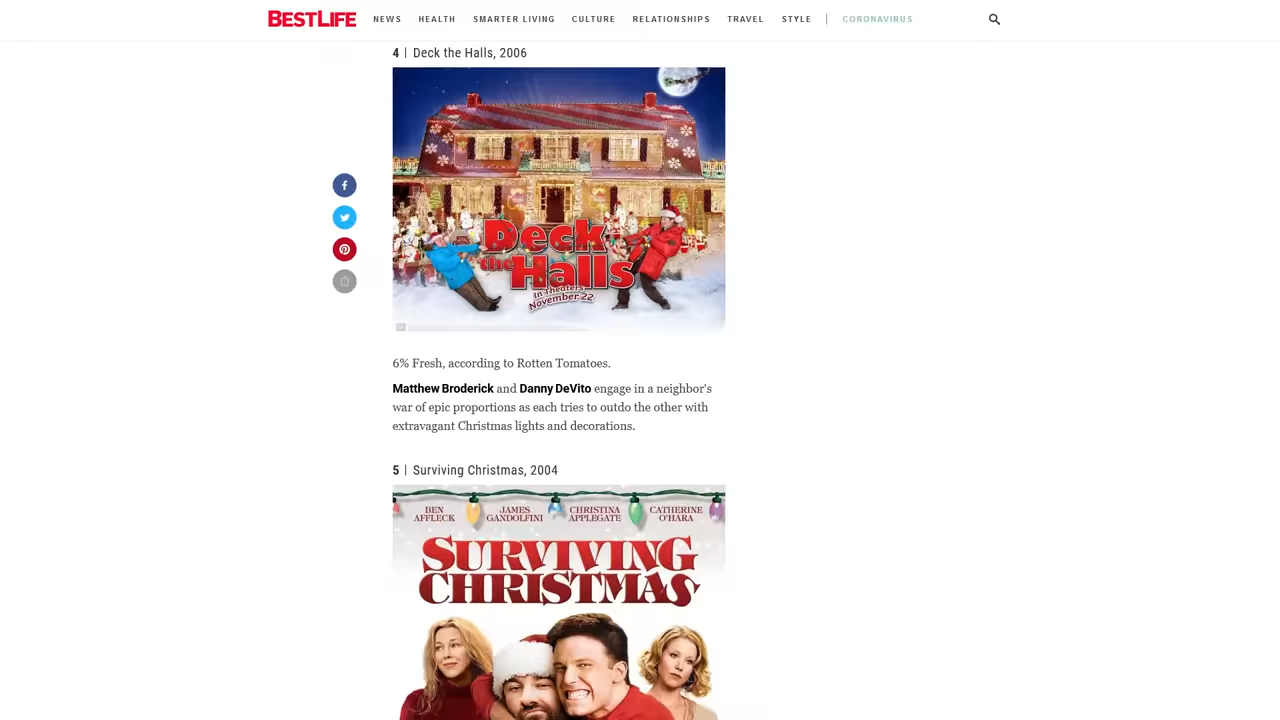 BESTLIFE NEWS HEALTH SMARTER LIVING CULTURE RELATIONSHIPS TRAVEL STYLE | CORONAVIRUS
4 | Deck the Halls, 2006
Deck
the Halls
In Theaters
November 22
6% Fresh, according to Rotten Tomatoes.
Matthew Broderick and Danny DeVito engage in a neighbor's
war of epic proportions as each tries to outdo the other with
extravagant Christmas lights and decorations.
5 | Surviving Christmas, 2004
BEN AFFLECK
JAMES GANDOLFINI
CHRISTINA APPLEGATE
CATHERINE O'HARA
SURVIVING
CHRISTMAS